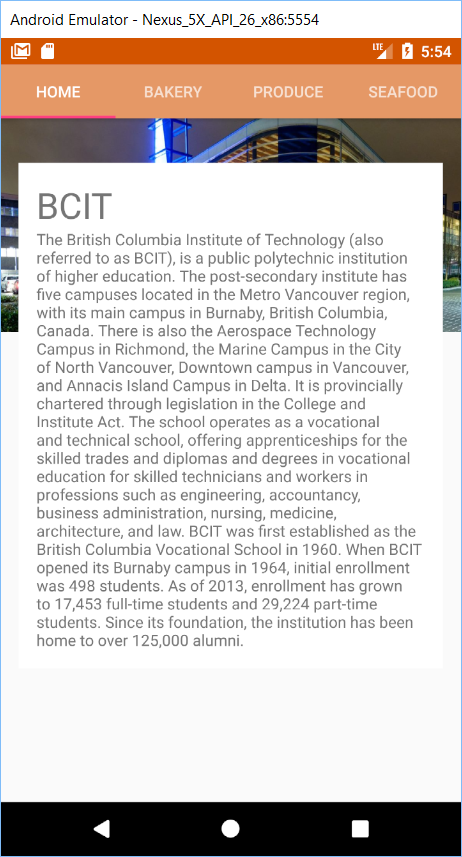 Android Emulator - Nexus_5X_API_26_x86:5554
LTE 5:54
HOME BAKERY PRODUCE SEAFOOD
BCIT
The British Columbia Institute of Technology (also
referred to as BCIT), is a public polytechnic institution
of higher education. The post-secondary institute has
five campuses located in the Metro Vancouver region,
with its main campus in Burnaby, British Columbia,
Canada. There is also the Aerospace Technology
Campus in Richmond, the Marine Campus in the City
of North Vancouver, Downtown campus in Vancouver,
and Annacis Island Campus in Delta. It is provincially
chartered through legislation in the College and
Institute Act. The school operates as a vocational
and technical school, offering apprenticeships for the
skilled trades and diplomas and degrees in vocational
education for skilled technicians and workers in
professions such as engineering, accountancy,
business administration, nursing, medicine,
architecture, and law. BCIT was first established as the
British Columbia Vocational School in 1960. When BCIT
opened its Burnaby campus in 1964, initial enrollment
was 498 students. As of 2013, enrollment has grown
to 17,453 full-time students and 29,224 part-time
students. Since its foundation, the institution has been
home to over 125,000 alumni.